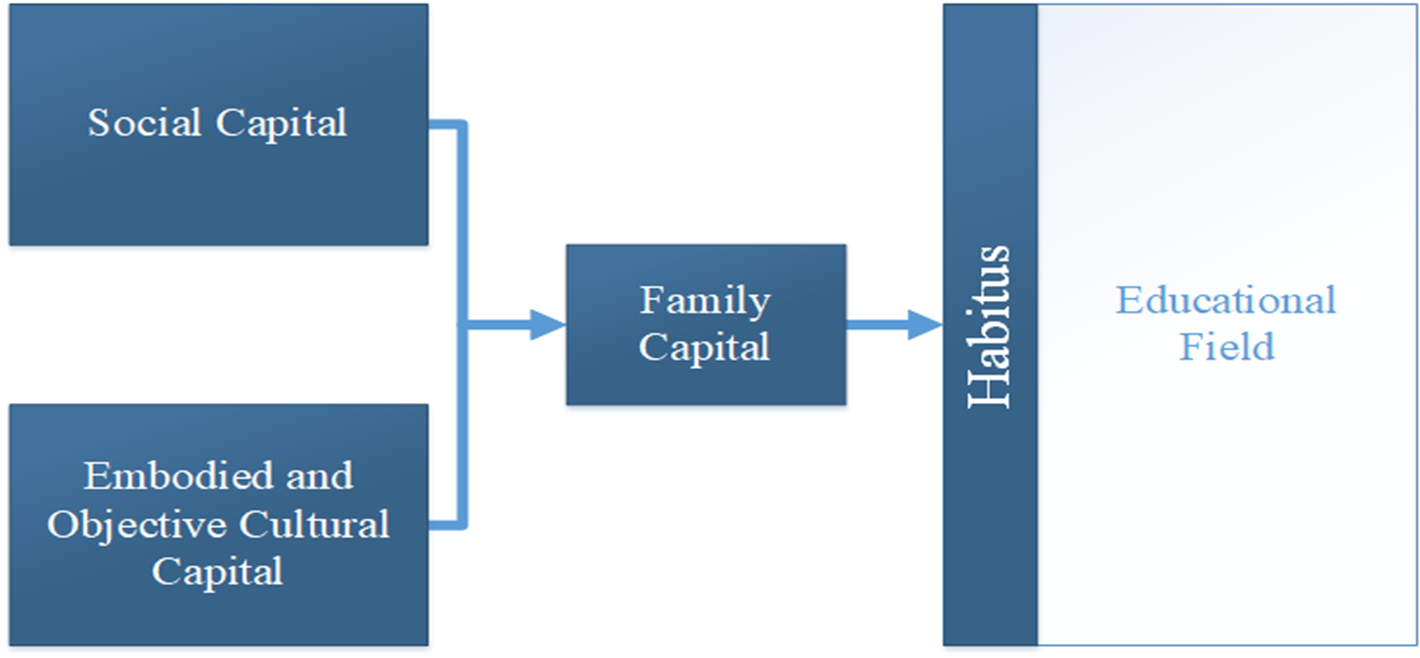 Social Capital
Embodied and
Objective Cultural
Capital
Family
Capital
Habitus
Educational
Field